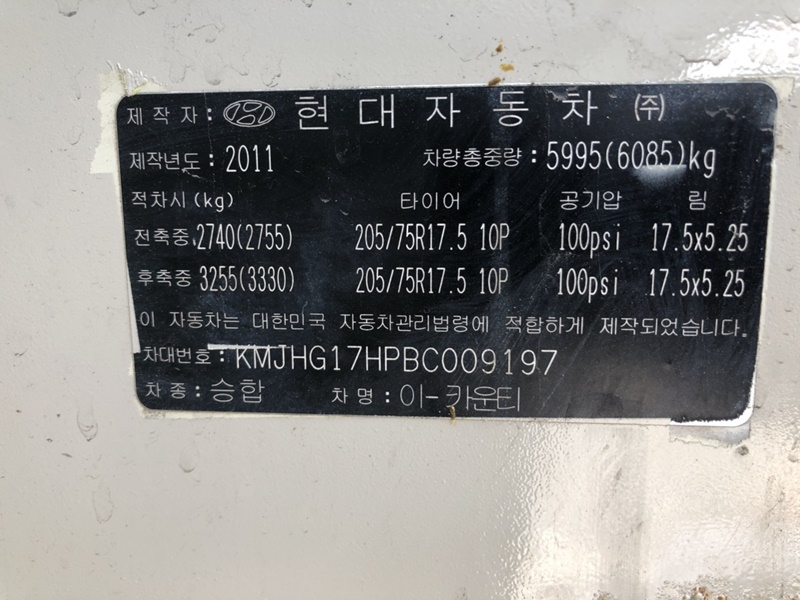 제작자: 현대자동차 ㈜
제작년도: 2011 차량총중량: 5995(6085)kg
적차시(kg) 타이어 공기압 림
전축중.2740(2755) 205/75R17.5 10P 100psi 17.5x5.25
후축중 3255(3330) 205/75R17.5 10P 100psi 17.5x5.25
이 자동차는 대한민국 자동차관리법령에 적합하게 제작되었습니다.
차대번호: KMJHG17HPBC009197
차종: 승합 차명: 이-카운티